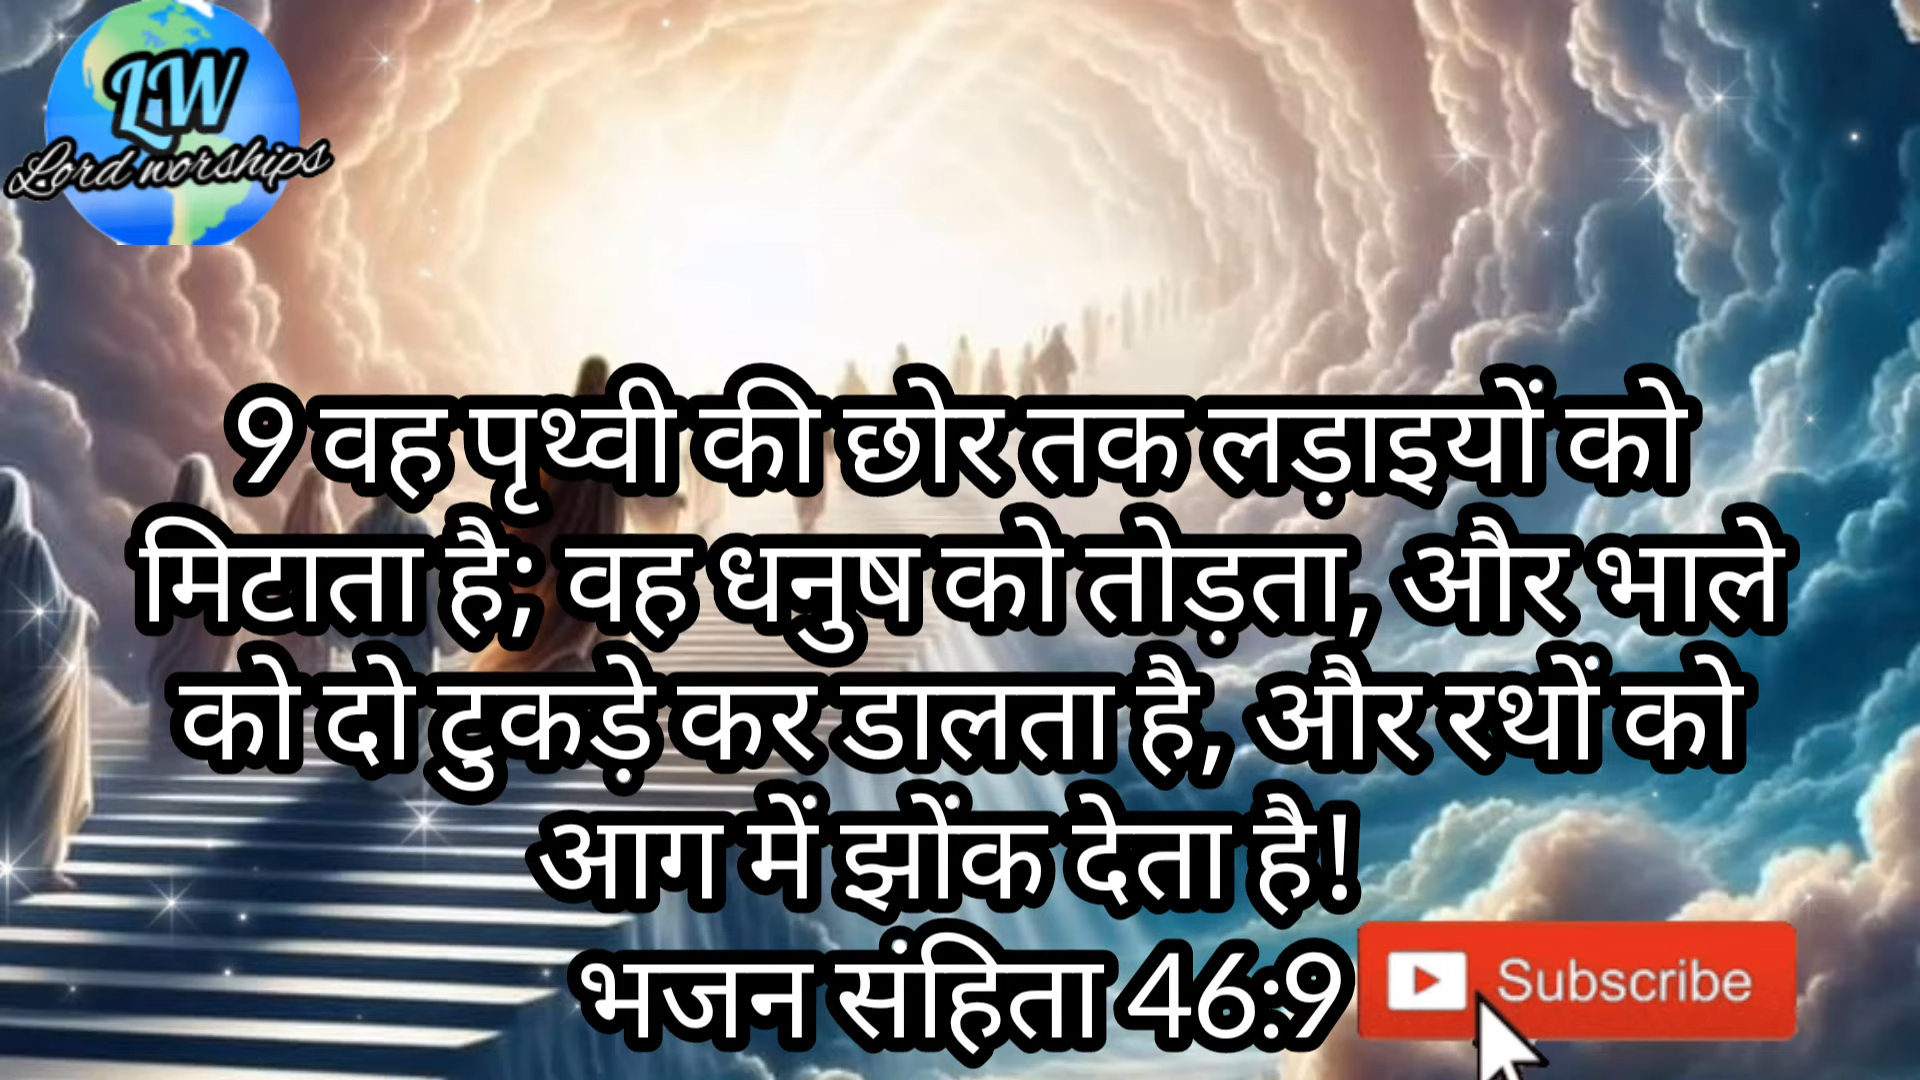 LW
Lord worships
9 वह पृथ्वी की छोर तक लड़ाइयों को
मिटाता है; वह धनुष को तोड़ता, और भाले
को दो टुकड़े कर डालता है, और रथों को
आग में झोंक देता है!
भजन संहिता 46:9
Subscribe